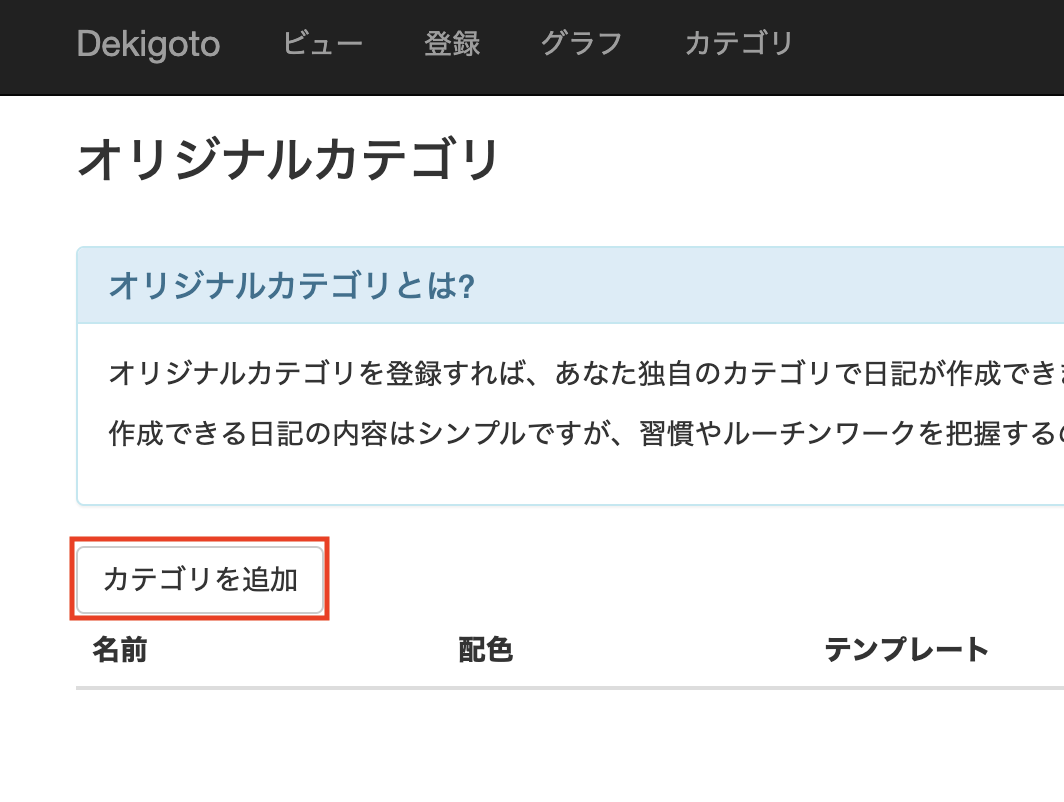 Dekigoto ビュー 登録 グラフ カテゴリ
オリジナルカテゴリ
オリジナルカテゴリとは?
オリジナルカテゴリを登録すれば、あなた独自のカテゴリで日記が作成でき
作成できる日記の内容はシンプルですが、習慣やルーチンワークを把握する
カテゴリを追加
名前 配色 テンプレート